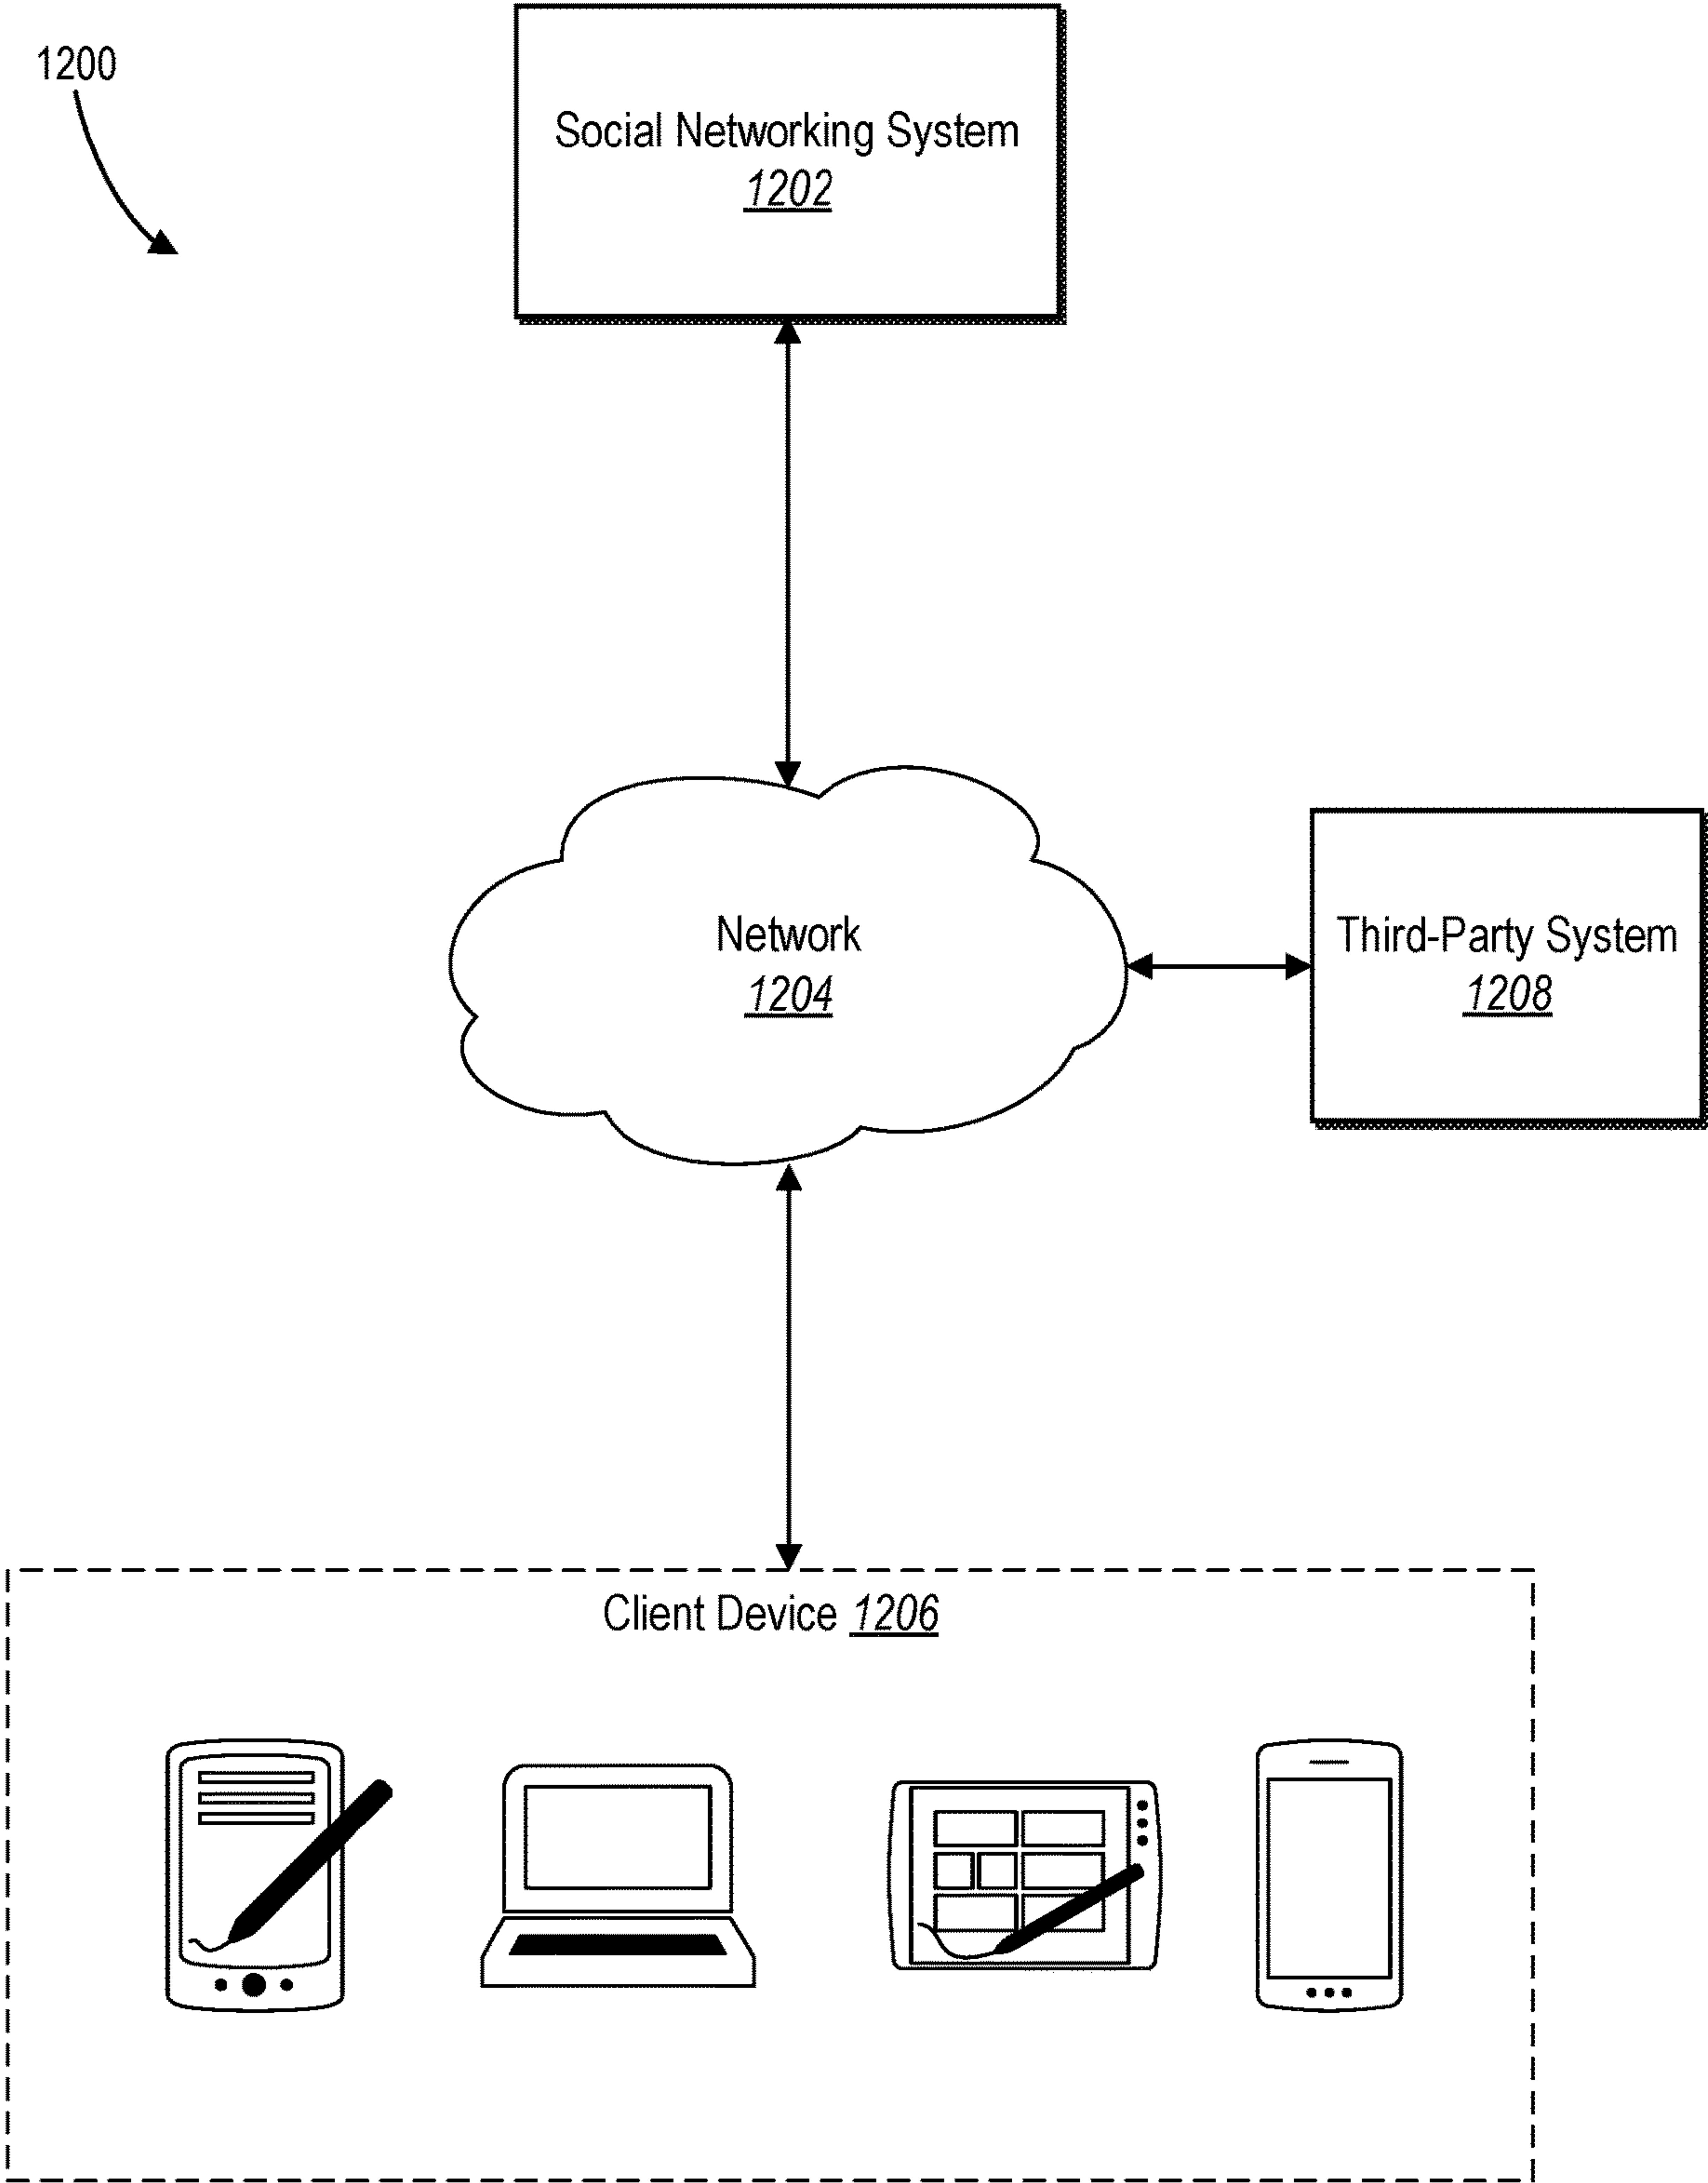 1200
Social Networking System
1202
Network
1204
Third-Party System
1208
Client Device 1206